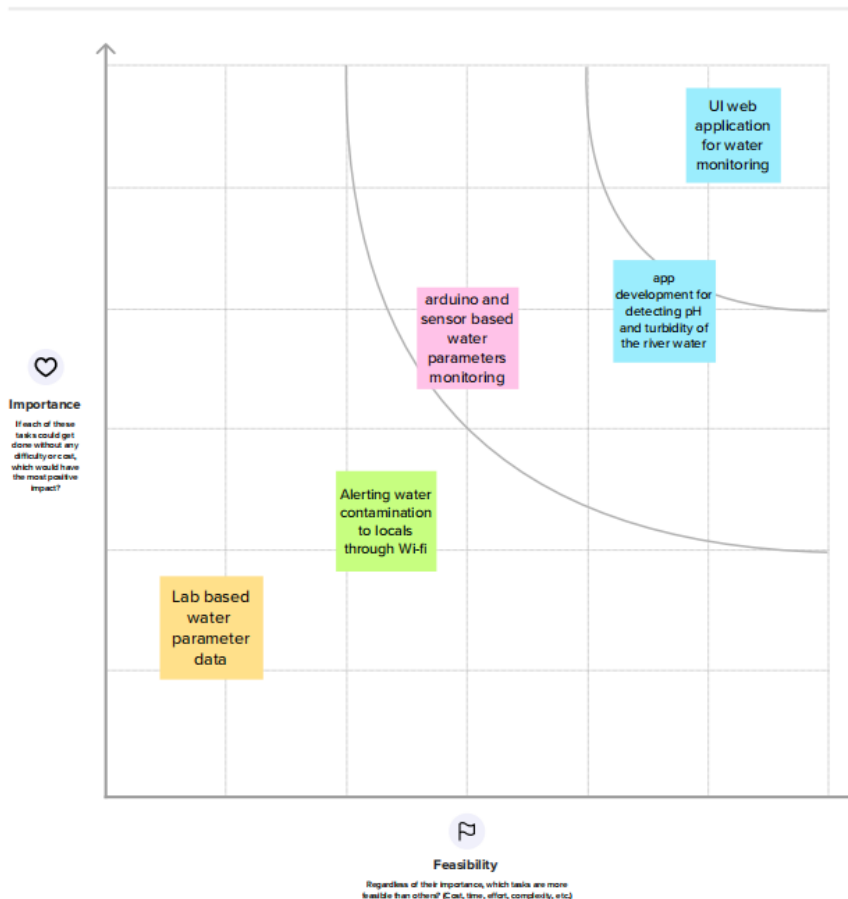 UI web
application
for water
monitoring
app
development for
detecting pH
and turbidity of
the river water
arduino and
sensor based
water
parameters
monitoring
Importance
If each of these
tasks could get
done without any
difficulty or cost,
which would have
the most positive
impact?
Alerting water
contamination
to locals
through Wi-fi
Lab based
water
parameter
data
Feasibility
Regardless of their importance, which tasks are more
feasible than others? (Cost, time, effort, complexity, etc.)